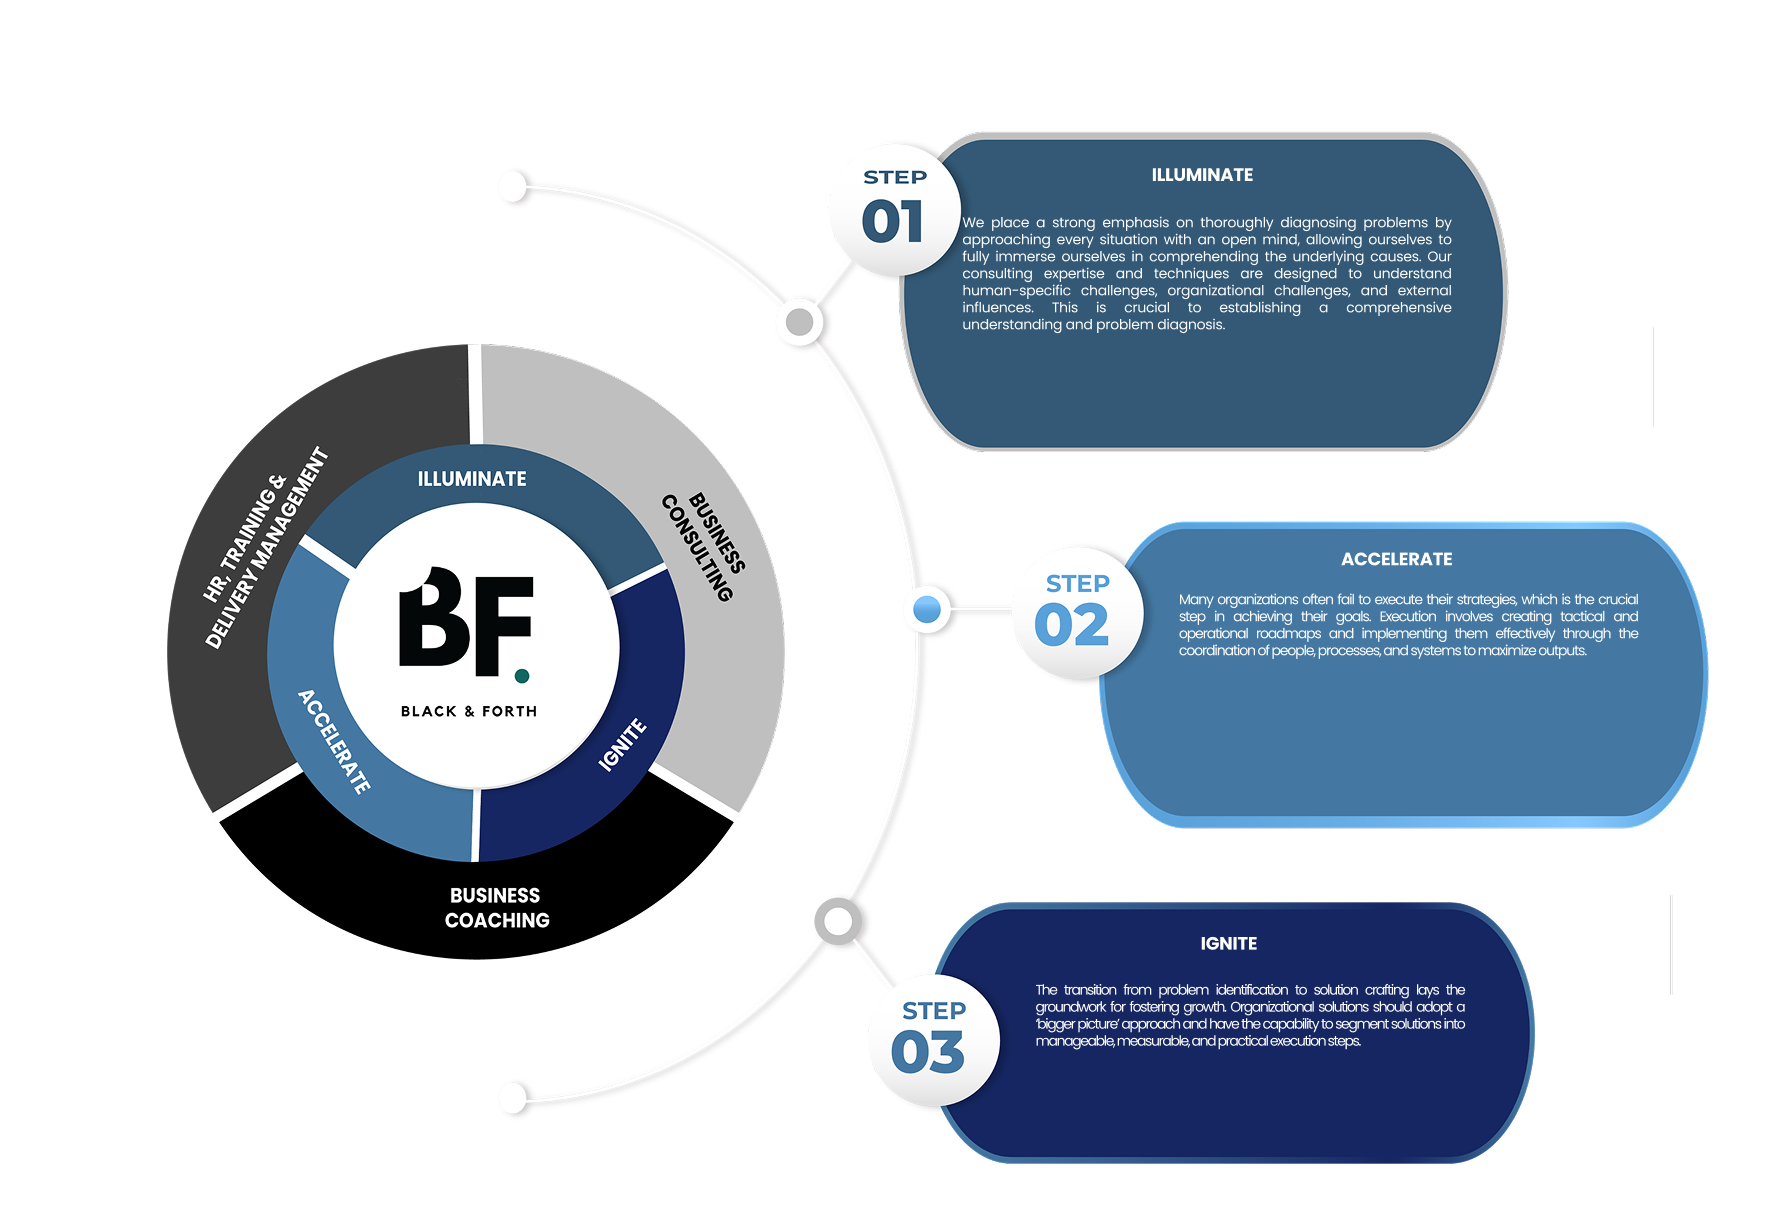 HR, TRAINING &
DELIVERY MANAGEMENT
BUSINESS
CONSULTING
BUSINESS
COACHING
ILLUMINATE
ACCELERATE
IGNITE
BF.
BLACK & FORTH
STEP
01
ILLUMINATE
We place a strong emphasis on thoroughly diagnosing problems by
approaching every situation with an open mind, allowing ourselves to
fully immerse ourselves in comprehending the underlying causes. Our
consulting expertise and techniques are designed to understand
human-specific challenges, organizational challenges, and external
influences. This is crucial to establishing a comprehensive
understanding and problem diagnosis.
STEP
02
ACCELERATE
Many organizations often fail to execute their strategies, which is the crucial
step in achieving their goals. Execution involves creating tactical and
operational roadmaps and implementing them effectively through the
coordination of people, processes, and systems to maximize outputs.
STEP
03
IGNITE
The transition from problem identification to solution crafting lays the
groundwork for fostering growth. Organizational solutions should adopt a
'bigger picture' approach and have the capability to segment solutions into
manageable, measurable, and practical execution steps.